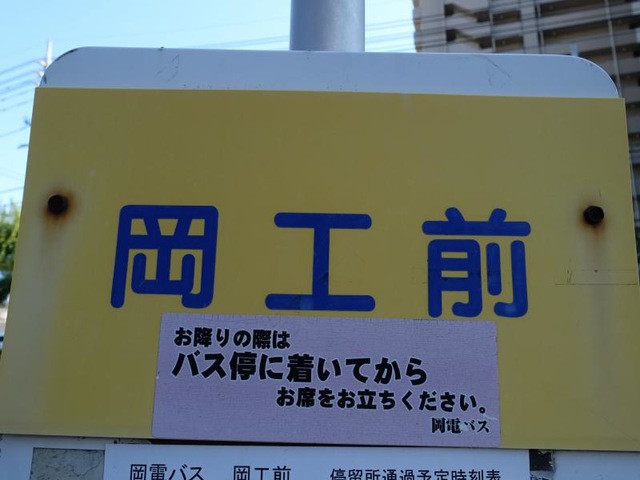 岡工前
お降りの際は
バス停に着いてから
お席をお立ちください。
岡電バス
岡電バス 岡工前 停留所通過予定時刻表